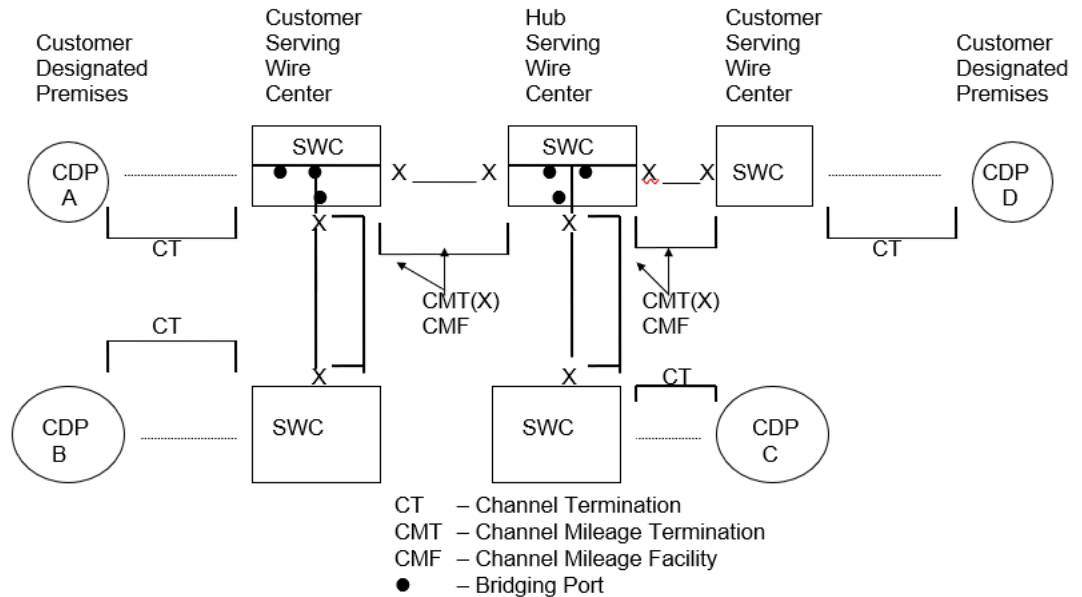 Customer
Designated
Premises
Customer
Serving
Wire
Center
Hub
Serving
Wire
Center
Customer
Serving
Wire
Center
Customer
Designated
Premises
CDP
A
SWC
X
X
SWC
X
X
SWC
CDP
D
CT
X
X
CT
CMT(X)
CMF
CMT(X)
CMF
CT
X
X
CT
CDP
B
SWC
SWC
CDP
C
CT – Channel Termination
CMT – Channel Mileage Termination
CMF – Channel Mileage Facility
● – Bridging Port